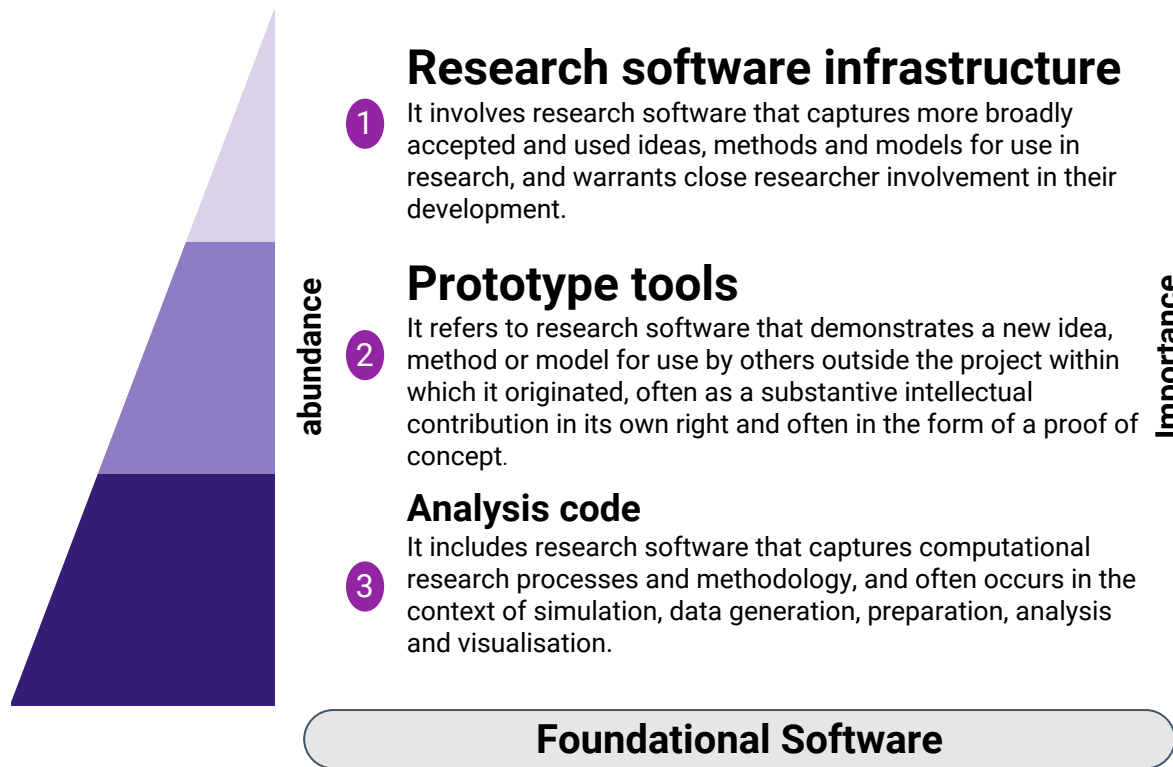 Research software infrastructure
1
It involves research software that captures more broadly
accepted and used ideas, methods and models for use in
research, and warrants close researcher involvement in their
development.
abundance
Prototype tools
2
It refers to research software that demonstrates a new idea,
method or model for use by others outside the project within
which it originated, often as a substantive intellectual
contribution in its own right and often in the form of a proof of
concept.
Importance
Analysis code
3
It includes research software that captures computational
research processes and methodology, and often occurs in the
context of simulation, data generation, preparation, analysis
and visualisation.
Foundational Software